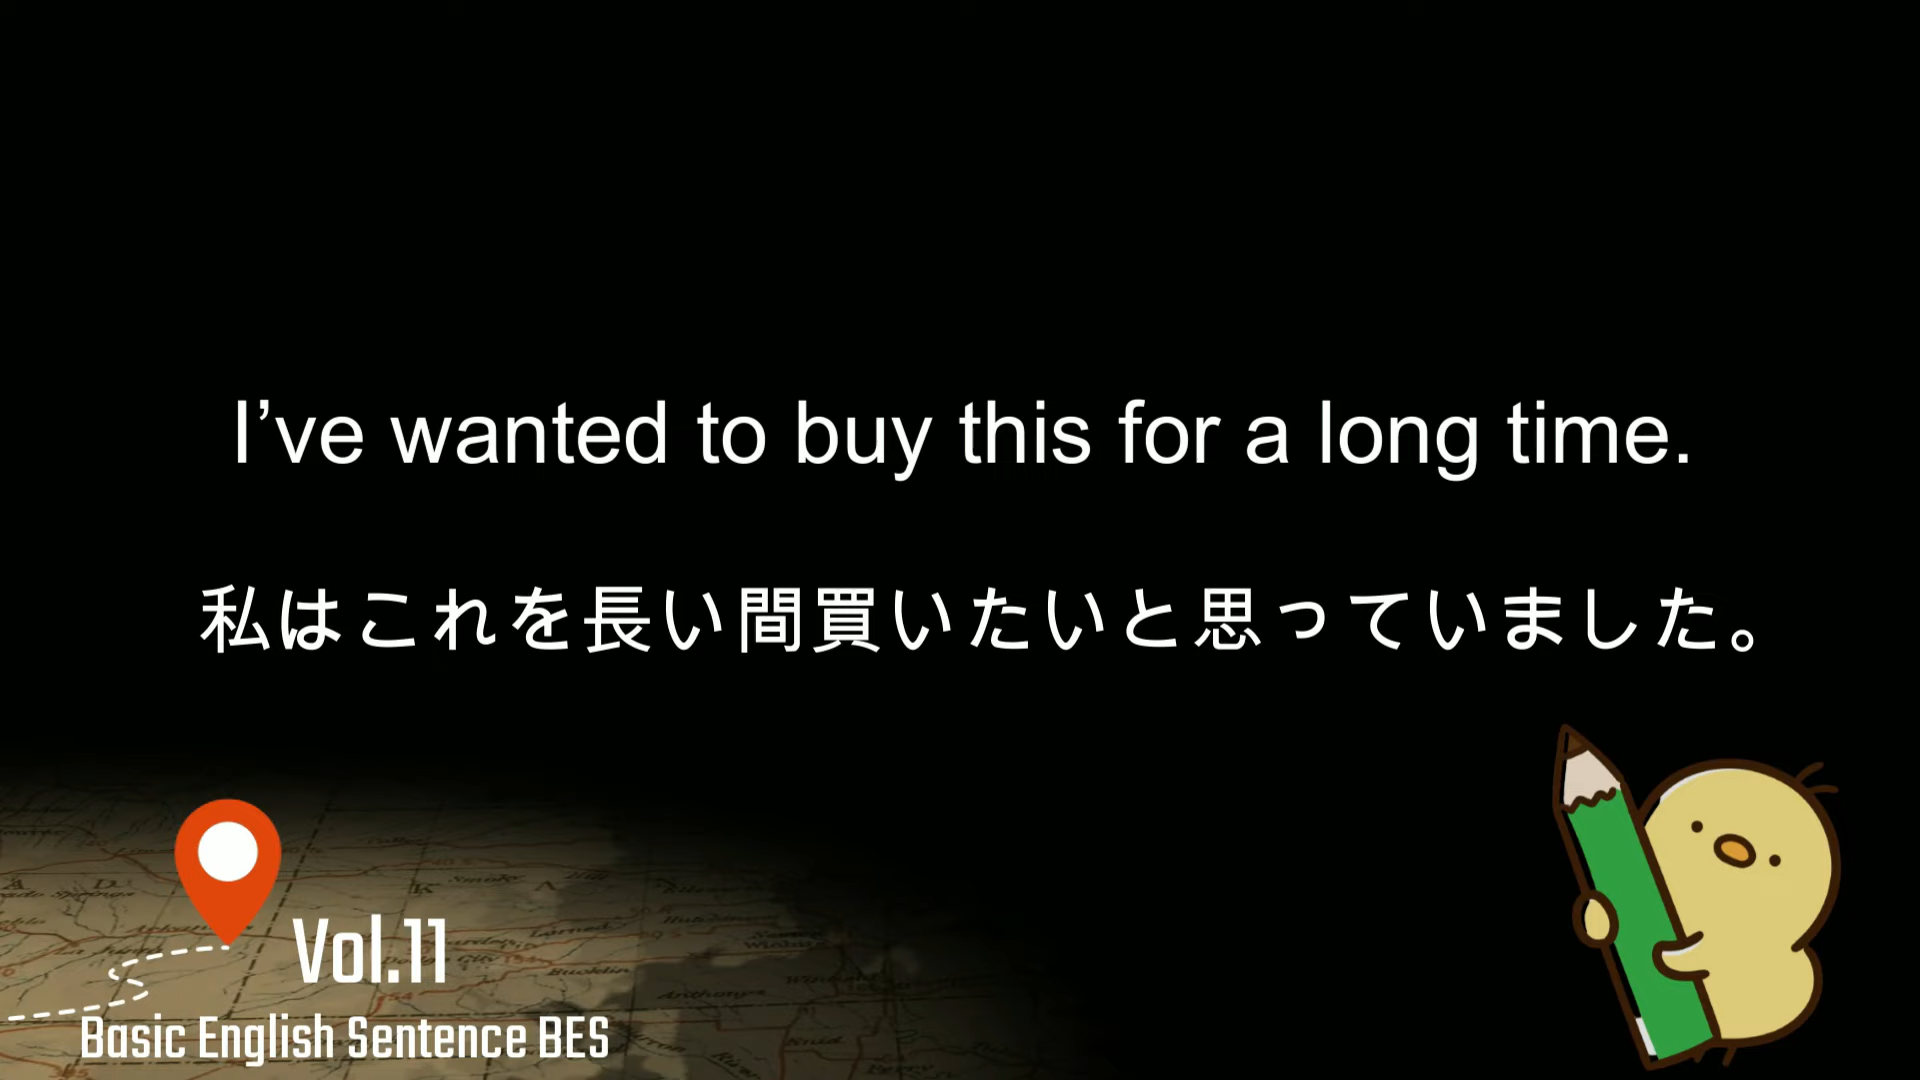 I’ve wanted to buy this for a long time.
私はこれを長い間買いたいと思っていました。
Vol.11
Basic English Sentence BES